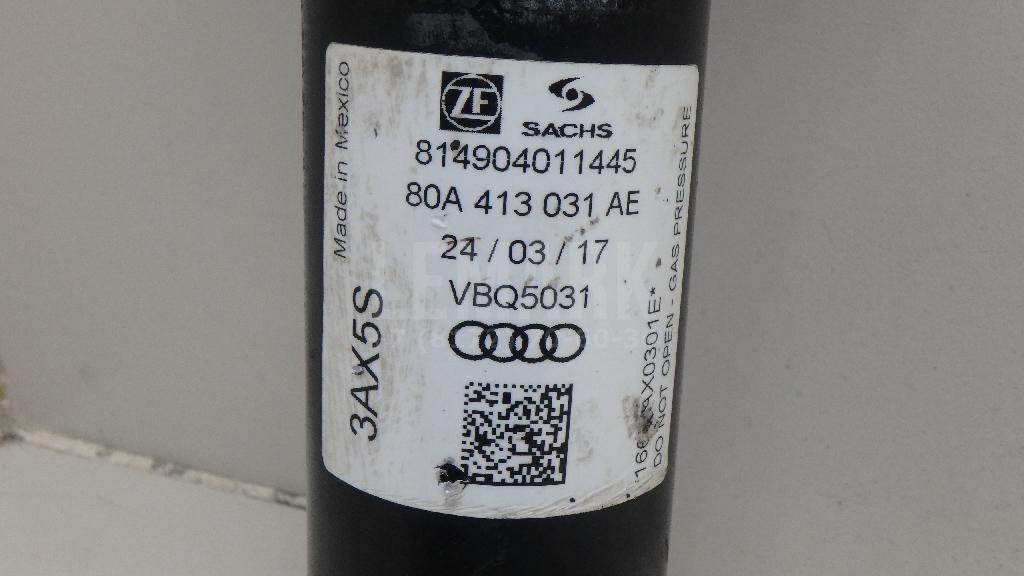 ZF
SACHS
814904011445
80A 413 031 AE
24 / 03 / 17
VBQ5031
Made in Mexico
3AX5S
DO NOT OPEN - GAS PRESSURE